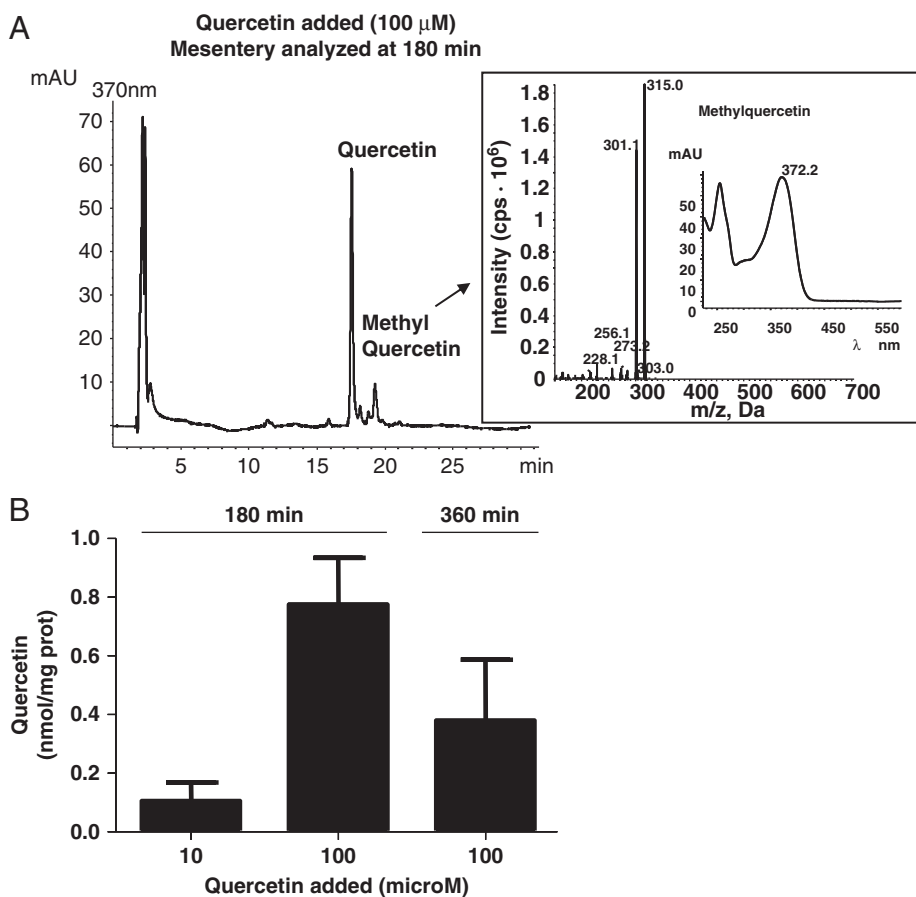 A
Quercetin added (100 μM)
Mesentery analyzed at 180 min
mAU
370nm
70
60
50
40
30
20
10
5 10 15 20 25 min
Quercetin
Methyl
Quercetin
Intensity (cps · 10⁶)
1.8
1.6
1.4
1.2
1
0.8
0.6
0.4
0.2
0
315.0
301.1
256.1
273.2
228.1
303.0
200 300 400 500 600 700
m/z, Da
Methylquercetin
mAU
372.2
50
40
30
20
10
0
250 350 450 550
λ nm
B
180 min 360 min
Quercetin
(nmol/mg prot)
1.0
0.8
0.6
0.4
0.2
0.0
10 100 100
Quercetin added (microM)